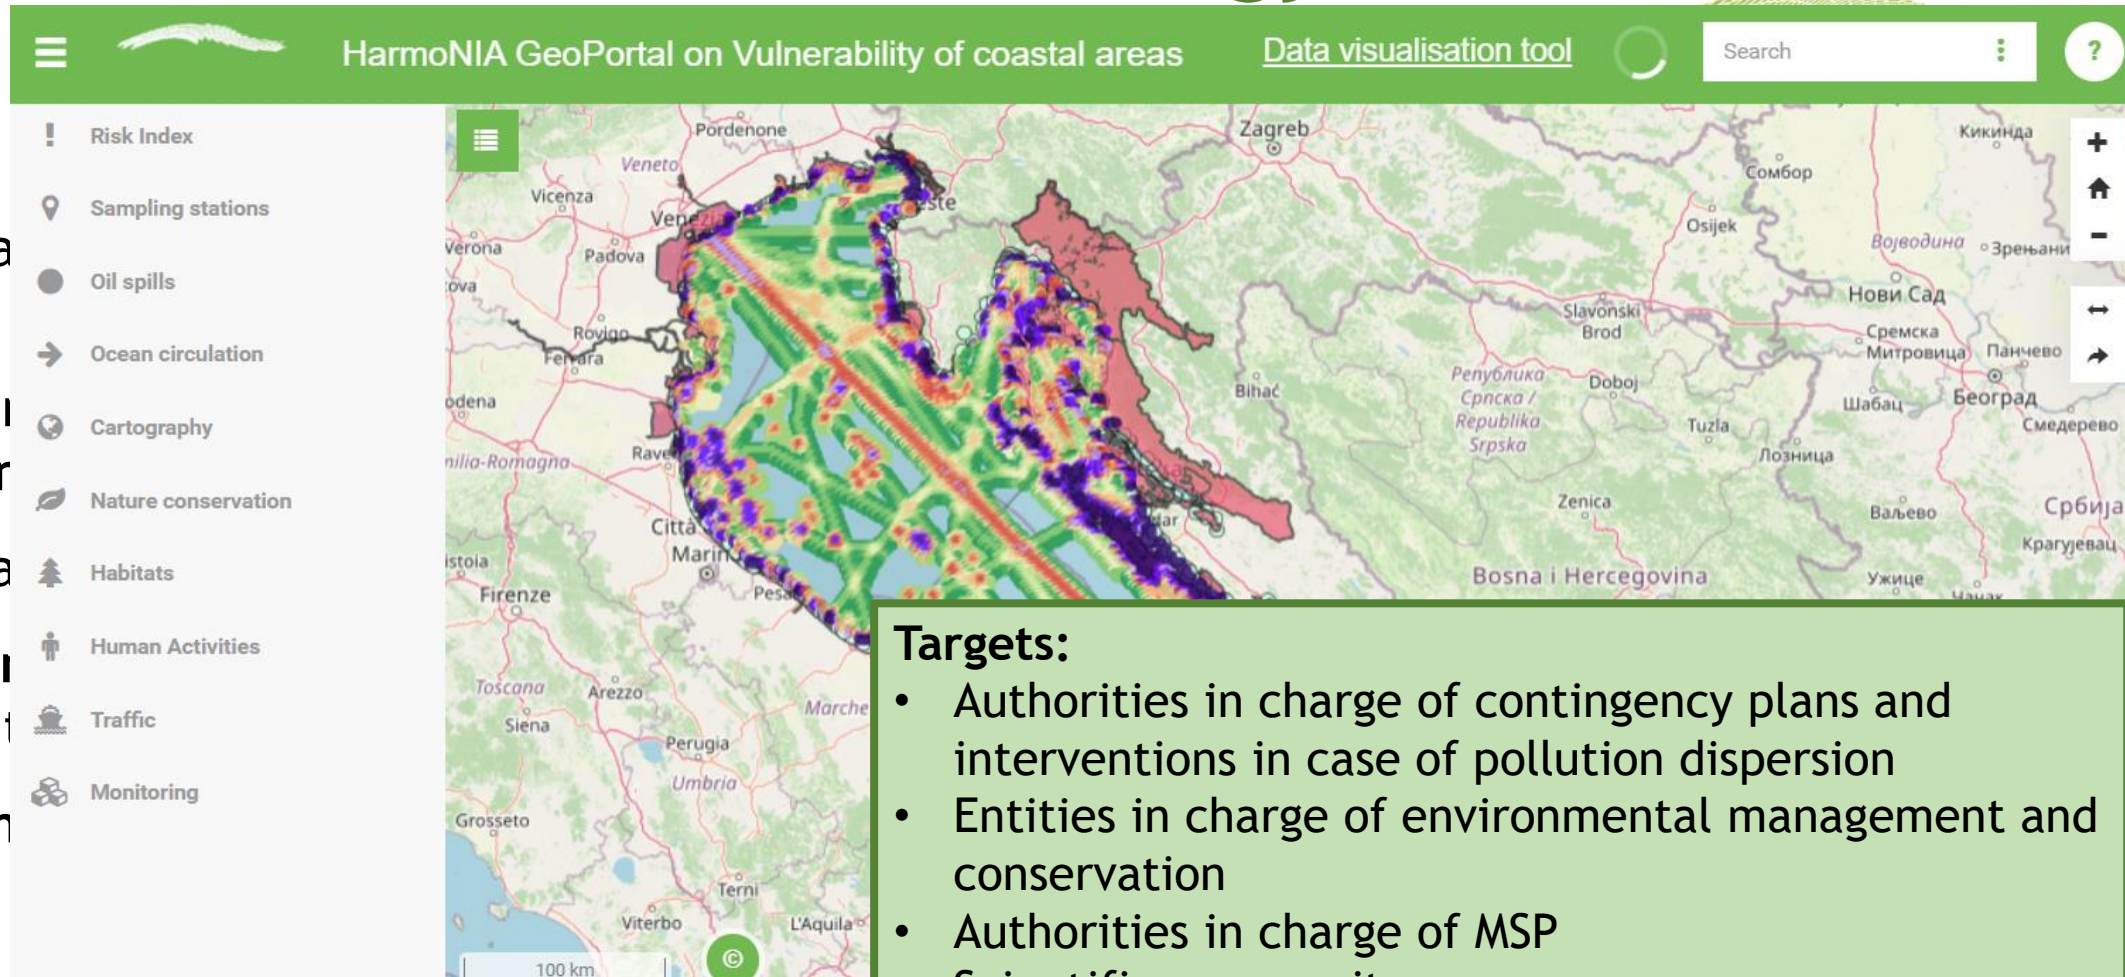 HarmoNIA GeoPortal on Vulnerability of coastal areas
Data visualisation tool
Search
?
Risk Index
Sampling stations
Oil spills
Ocean circulation
Cartography
Nature conservation
Habitats
Human Activities
Traffic
Monitoring
Pordenone
Zagreb
Кикинда
Veneto
Сомбор
Vicenza
Osijek
Војводина
Зрењани
Verona
Padova
Нови Сад
Slavonski
Brod
Сремска
Митровица
Панчево
Rovigo
Ferrara
Република
Српска /
Republika
Srpska
Doboj
Bihać
Шабац
Београд
Смедерево
Tuzla
Лозница
Zenica
Ваљево
Србија
Città
Marin
Крагујевац
Bosna i Hercegovina
Ужице
Firenze
Pesa
Toscana
Arezzo
Marche
Siena
Perugia
Umbria
Grosseto
Terni
Viterbo
L'Aquila
100 km
©
Targets:
• Authorities in charge of contingency plans and
interventions in case of pollution dispersion
• Entities in charge of environmental management and
conservation
• Authorities in charge of MSP